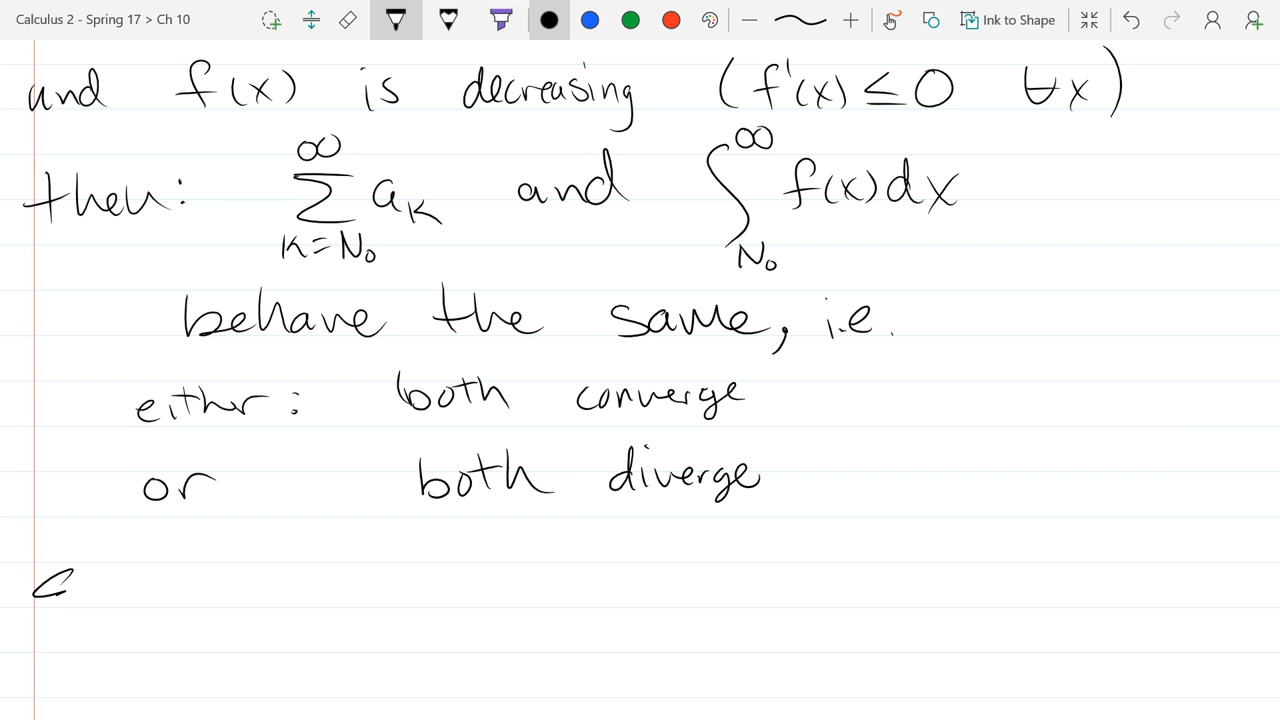 Calculus 2 - Spring 17 > Ch 10
Ink to Shape
and f(x) is decreasing (f'(x) ≤ 0 ∀x)
then: ∑_{k=N₀}^{∞} a_k and ∫_{N₀}^{∞} f(x)dx
behave the same, i.e.
either: both converge
or both diverge